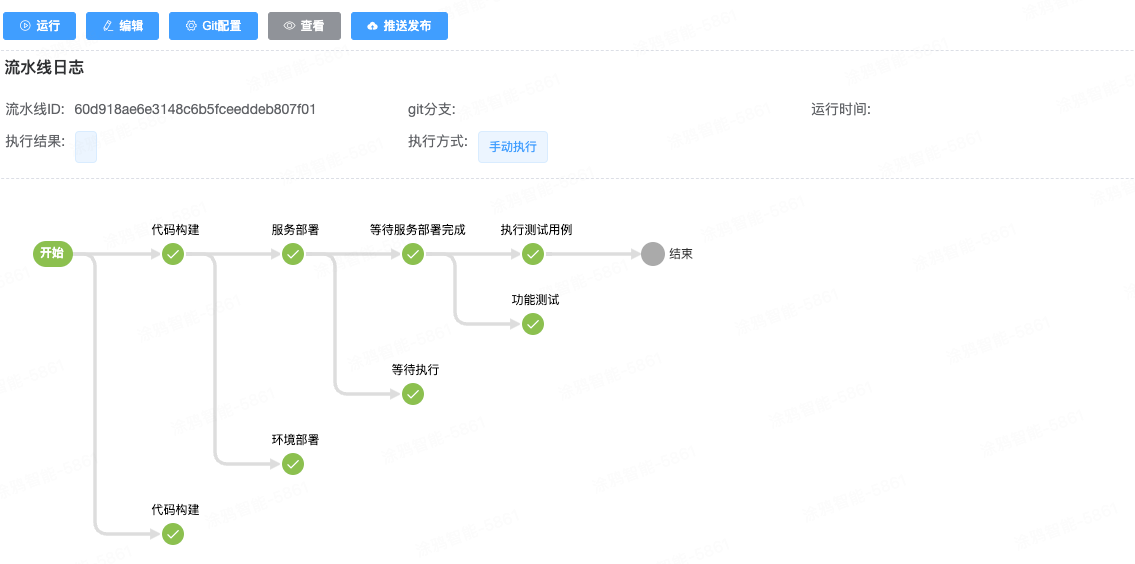 运行 编辑 Git配置 查看 推送发布
流水线日志
流水线ID: 60d918ae6e3148c6b5fceeddeb807f01 git分支: 运行时间:
执行结果: 执行方式: 手动执行
代码构建 服务部署 等待服务部署完成 执行测试用例
开始 结束
功能测试
等待执行
环境部署
代码构建